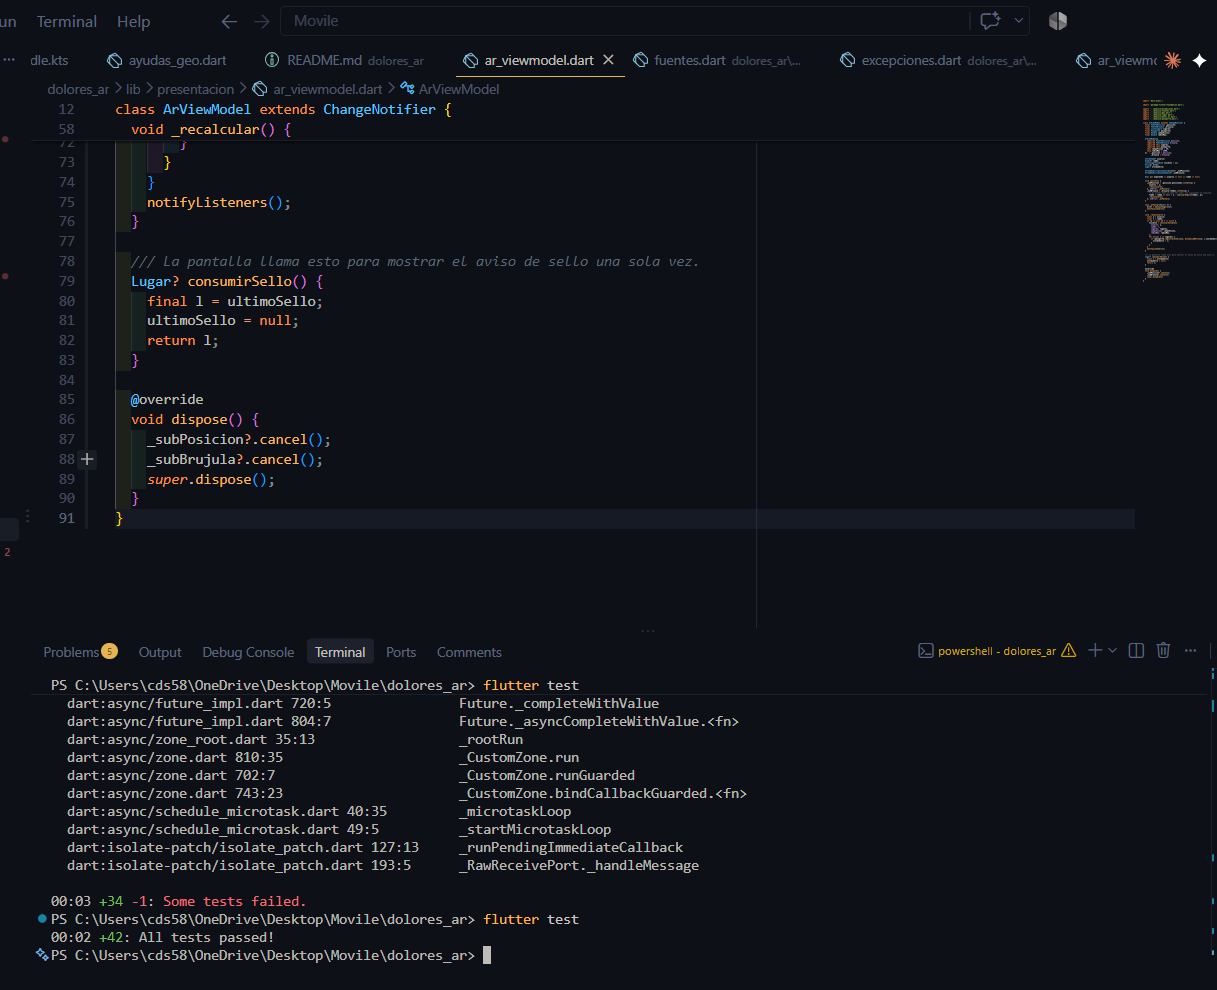 un Terminal Help Movile
dle.kts ayudas_geo.dart README.md dolores_ar ar_viewmodel.dart fuentes.dart dolores_ar\... excepciones.dart dolores_ar\... ar_viewmo
dolores_ar > lib > presentacion > ar_viewmodel.dart > ArViewModel
12 class ArViewModel extends ChangeNotifier {
58 void _recalcular() {
72 }
73 }
74 }
75 notifyListeners();
76 }
77
78 /// La pantalla llama esto para mostrar el aviso de sello una sola vez.
79 Lugar? consumirSello() {
80 final l = ultimoSello;
81 ultimoSello = null;
82 return l;
83 }
84
85 @override
86 void dispose() {
87 _subPosicion?.cancel();
88 _subBrujula?.cancel();
89 super.dispose();
90 }
91 }
2
Problems 5 Output Debug Console Terminal Ports Comments powershell - dolores_ar
PS C:\Users\cds58\OneDrive\Desktop\Movile\dolores_ar> flutter test
dart:async/future_impl.dart 720:5 Future._completeWithValue
dart:async/future_impl.dart 804:7 Future._asyncCompleteWithValue.<fn>
dart:async/zone_root.dart 35:13 _rootRun
dart:async/zone.dart 810:35 _CustomZone.run
dart:async/zone.dart 702:7 _CustomZone.runGuarded
dart:async/zone.dart 743:23 _CustomZone.bindCallbackGuarded.<fn>
dart:async/schedule_microtask.dart 40:35 _microtaskLoop
dart:async/schedule_microtask.dart 49:5 _startMicrotaskLoop
dart:isolate-patch/isolate_patch.dart 127:13 _runPendingImmediateCallback
dart:isolate-patch/isolate_patch.dart 193:5 _RawReceivePort._handleMessage
00:03 +34 -1: Some tests failed.
PS C:\Users\cds58\OneDrive\Desktop\Movile\dolores_ar> flutter test
00:02 +42: All tests passed!
PS C:\Users\cds58\OneDrive\Desktop\Movile\dolores_ar>